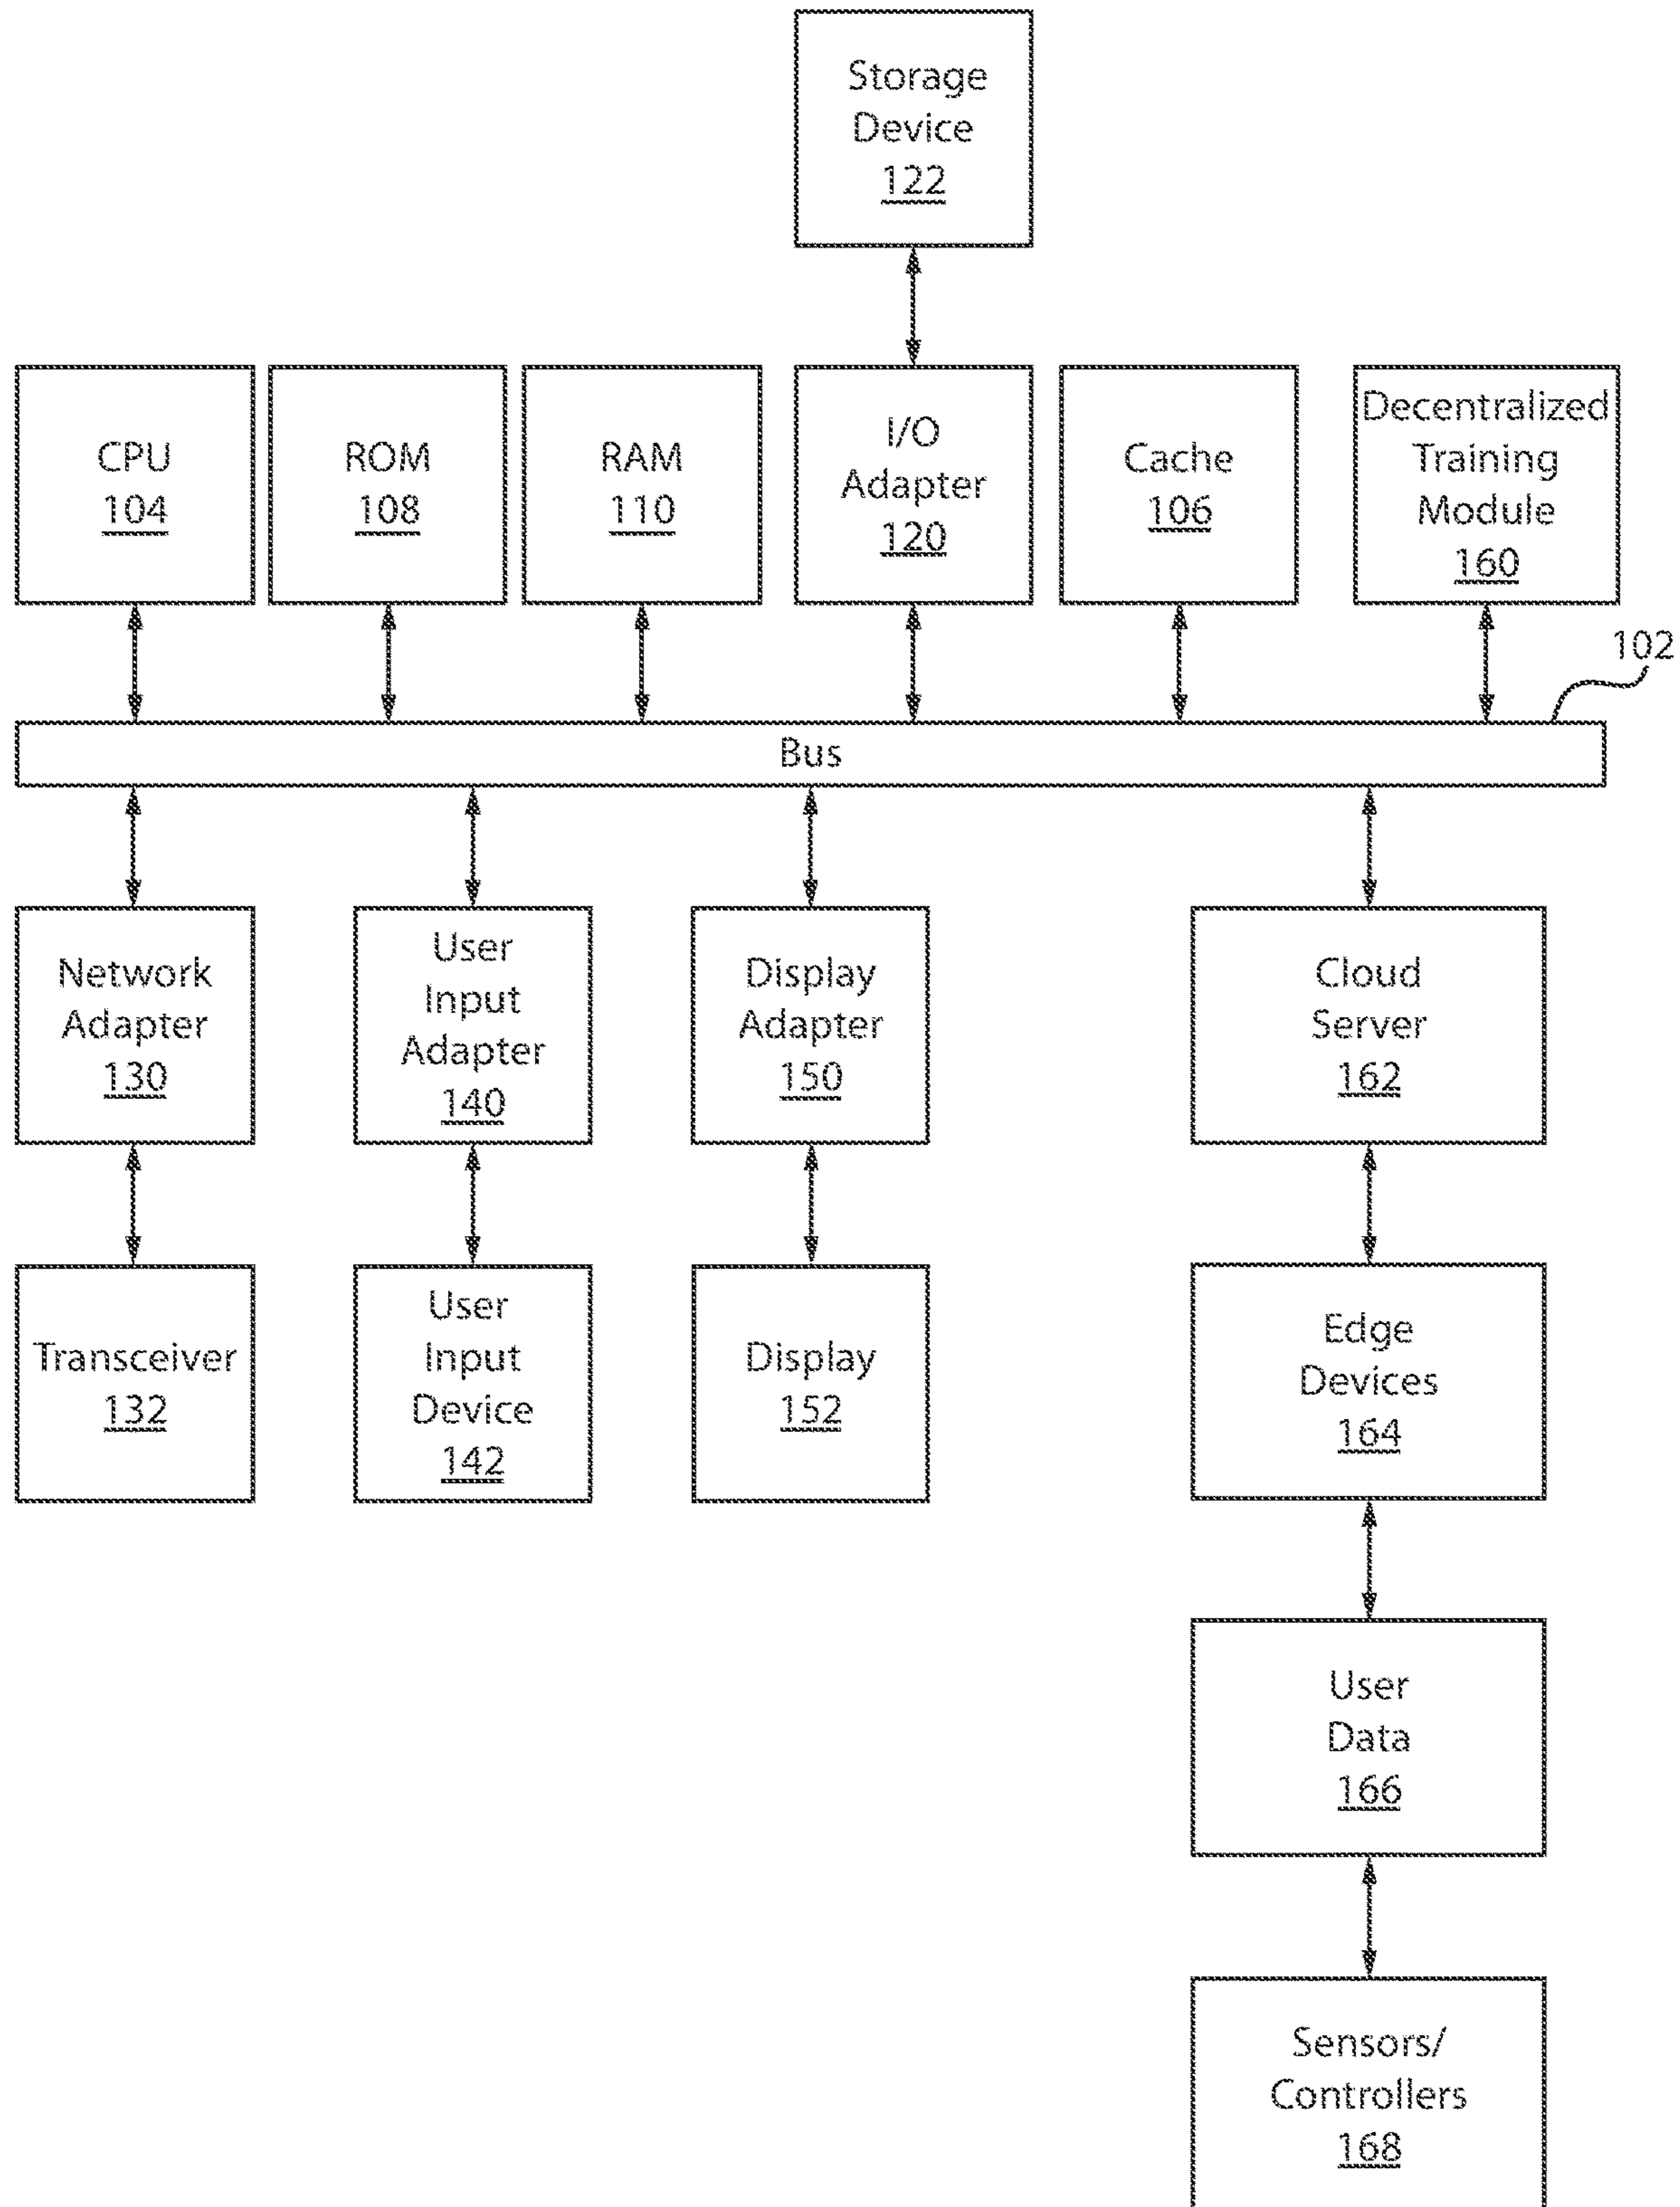 Storage
Device
122
CPU
104
ROM
108
RAM
110
I/O
Adapter
120
Cache
106
Decentralized
Training
Module
160
102
Bus
Network
Adapter
130
User
Input
Adapter
140
Display
Adapter
150
Cloud
Server
162
Transceiver
132
User
Input
Device
142
Display
152
Edge
Devices
164
User
Data
166
Sensors/
Controllers
168